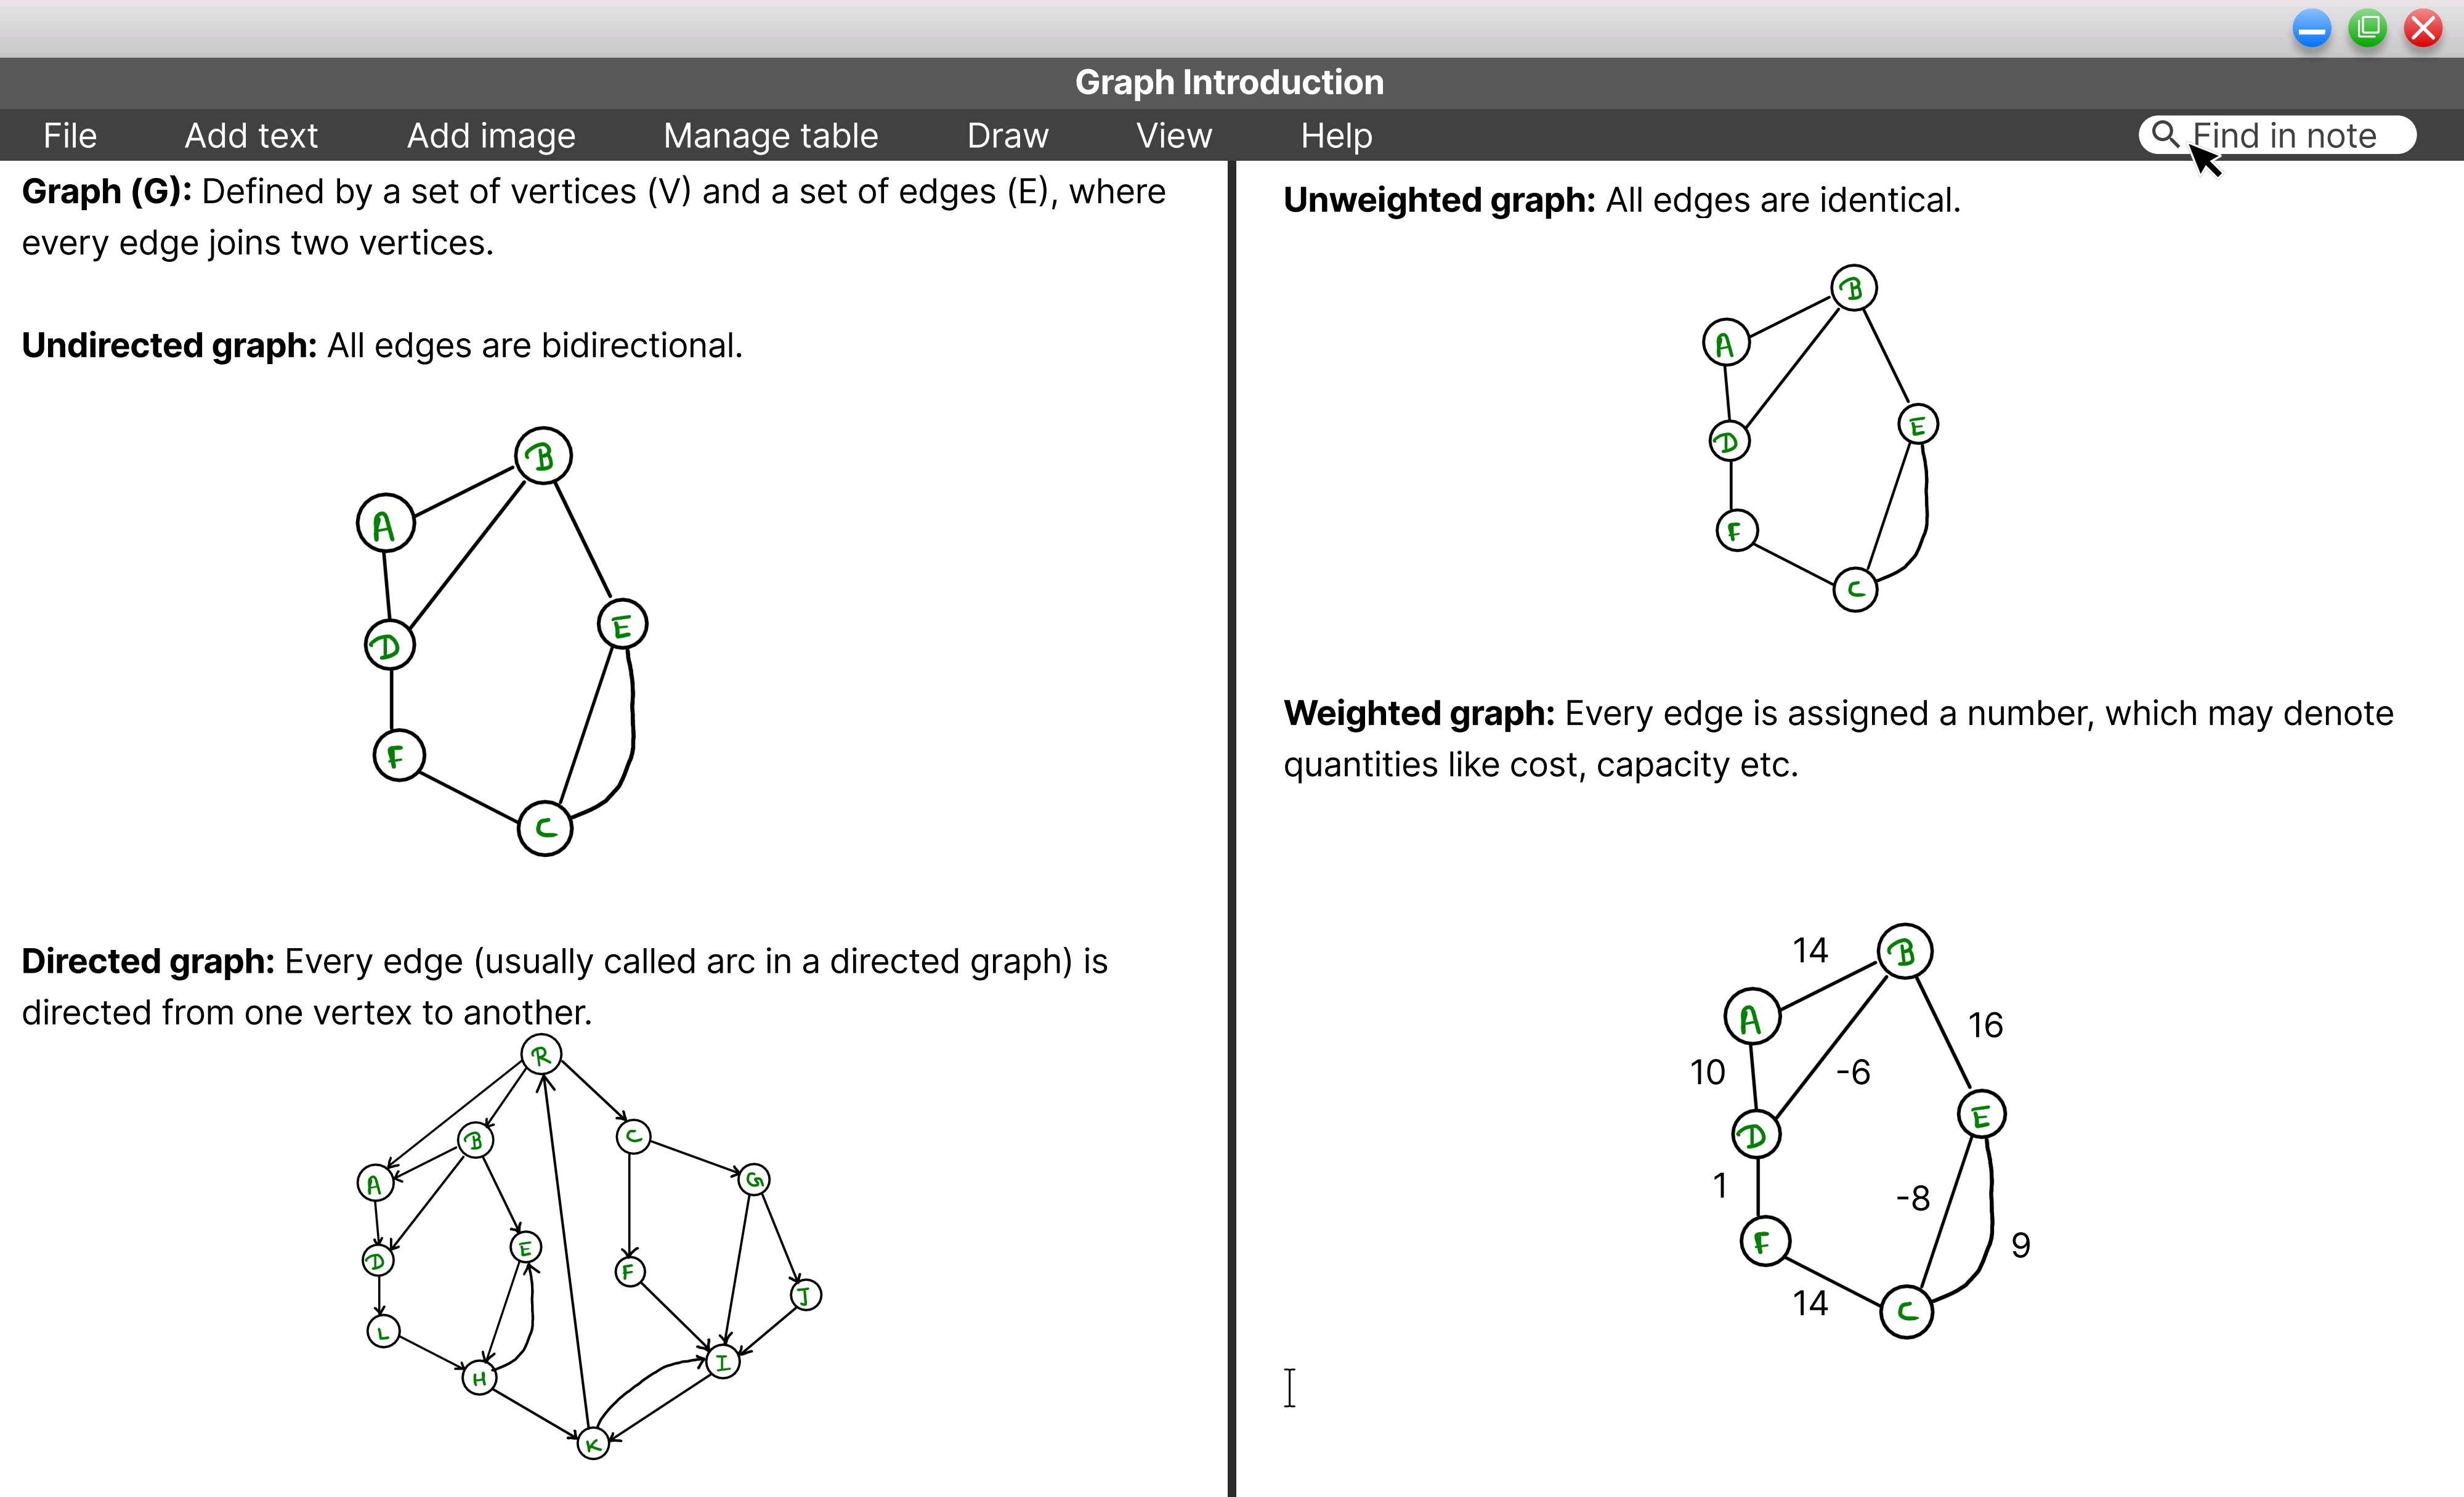 Graph Introduction
File Add text Add image Manage table Draw View Help Find in note
Graph (G): Defined by a set of vertices (V) and a set of edges (E), where
every edge joins two vertices.
Undirected graph: All edges are bidirectional.
B
A
E
D
F
C
Directed graph: Every edge (usually called arc in a directed graph) is
directed from one vertex to another.
R
B
C
A
G
E
D
F
J
L
I
H
K
Unweighted graph: All edges are identical.
B
A
E
D
F
C
Weighted graph: Every edge is assigned a number, which may denote
quantities like cost, capacity etc.
14
B
A
16
10
-6
E
D
1
-8
F
9
14
C